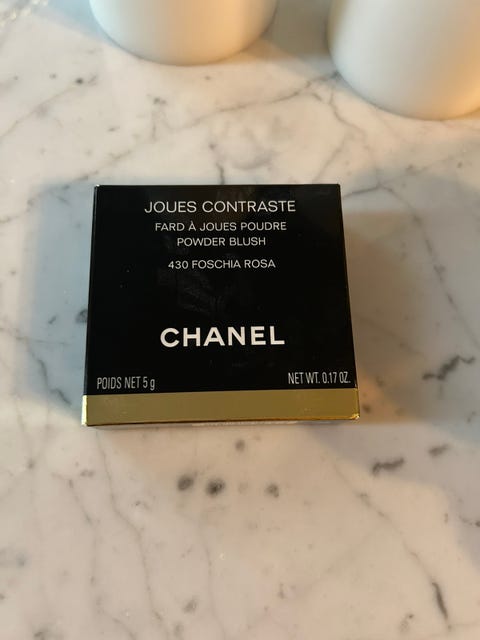 JOUES CONTRASTE
FARD À JOUES POUDRE
POWDER BLUSH
430 FOSCHIA ROSA
CHANEL
POIDS NET 5 g NET WT. 0.17 OZ.